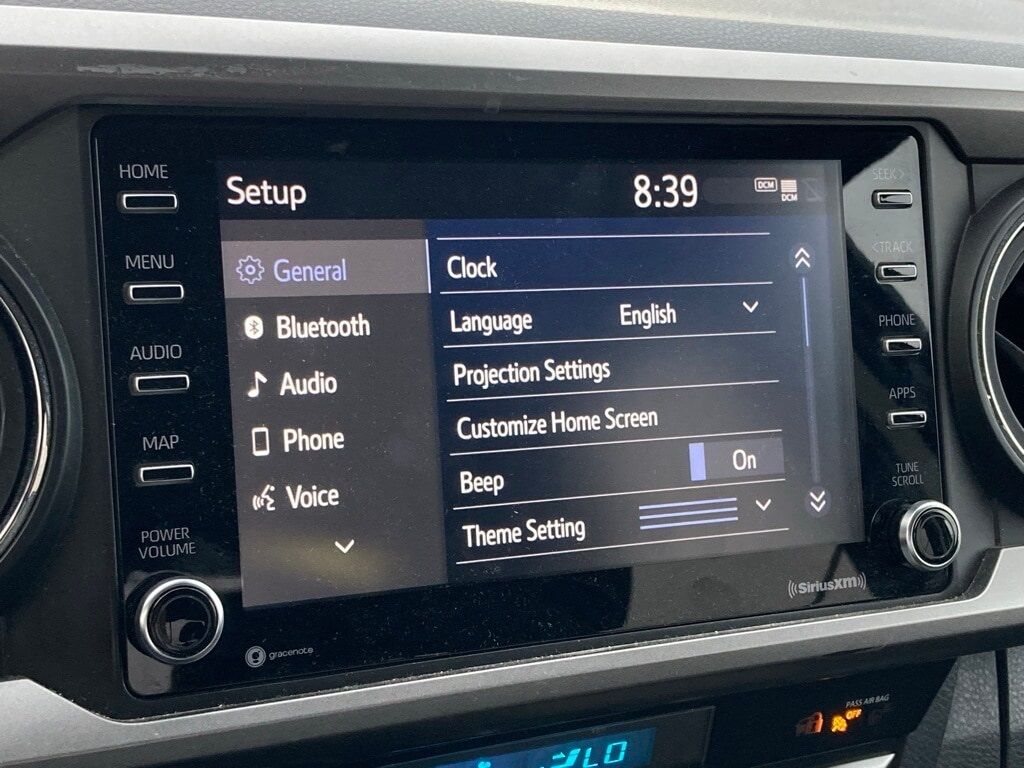 HOME
MENU
AUDIO
MAP
POWER
VOLUME
gracenote
Setup
8:39
DCM
DCM
General
Bluetooth
Audio
Phone
Voice
Clock
Language English
Projection Settings
Customize Home Screen
Beep On
Theme Setting
SEEK>
<TRACK
PHONE
APPS
TUNE
SCROLL
SiriusXM
PASS AIR BAG
OFF
LO